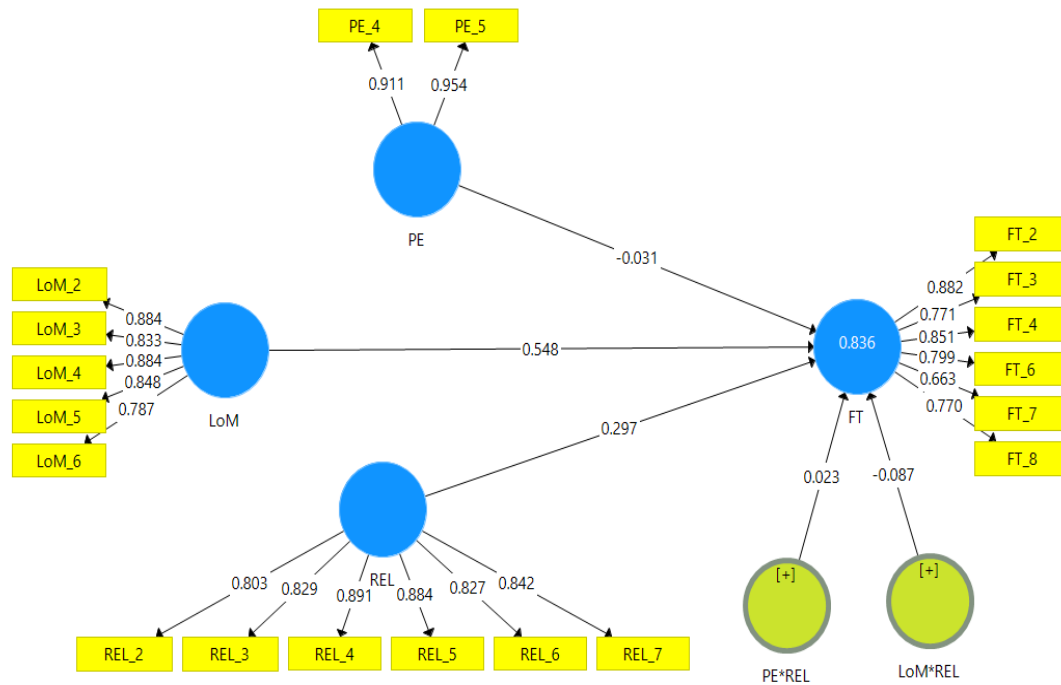 PE_4
PE_5
0.911
0.954
PE
-0.031
LoM_2
LoM_3
LoM_4
LoM_5
LoM_6
0.884
0.833
0.884
0.848
0.787
LoM
0.548
0.836
FT
0.882
0.771
0.851
0.799
0.663
0.770
FT_2
FT_3
FT_4
FT_6
FT_7
FT_8
0.297
REL
0.803
0.829
0.891
0.884
0.827
0.842
REL_2
REL_3
REL_4
REL_5
REL_6
REL_7
0.023
-0.087
[+]
[+]
PE*REL
LoM*REL